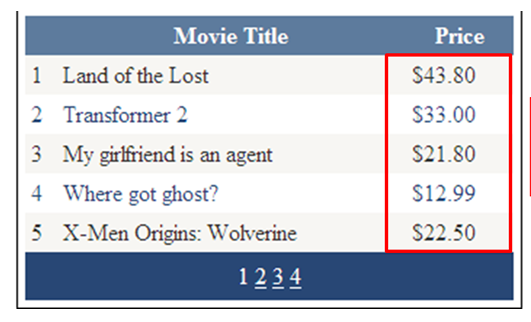 Movie Title Price
1 Land of the Lost $43.80
2 Transformer 2 $33.00
3 My girlfriend is an agent $21.80
4 Where got ghost? $12.99
5 X-Men Origins: Wolverine $22.50
1 2 3 4